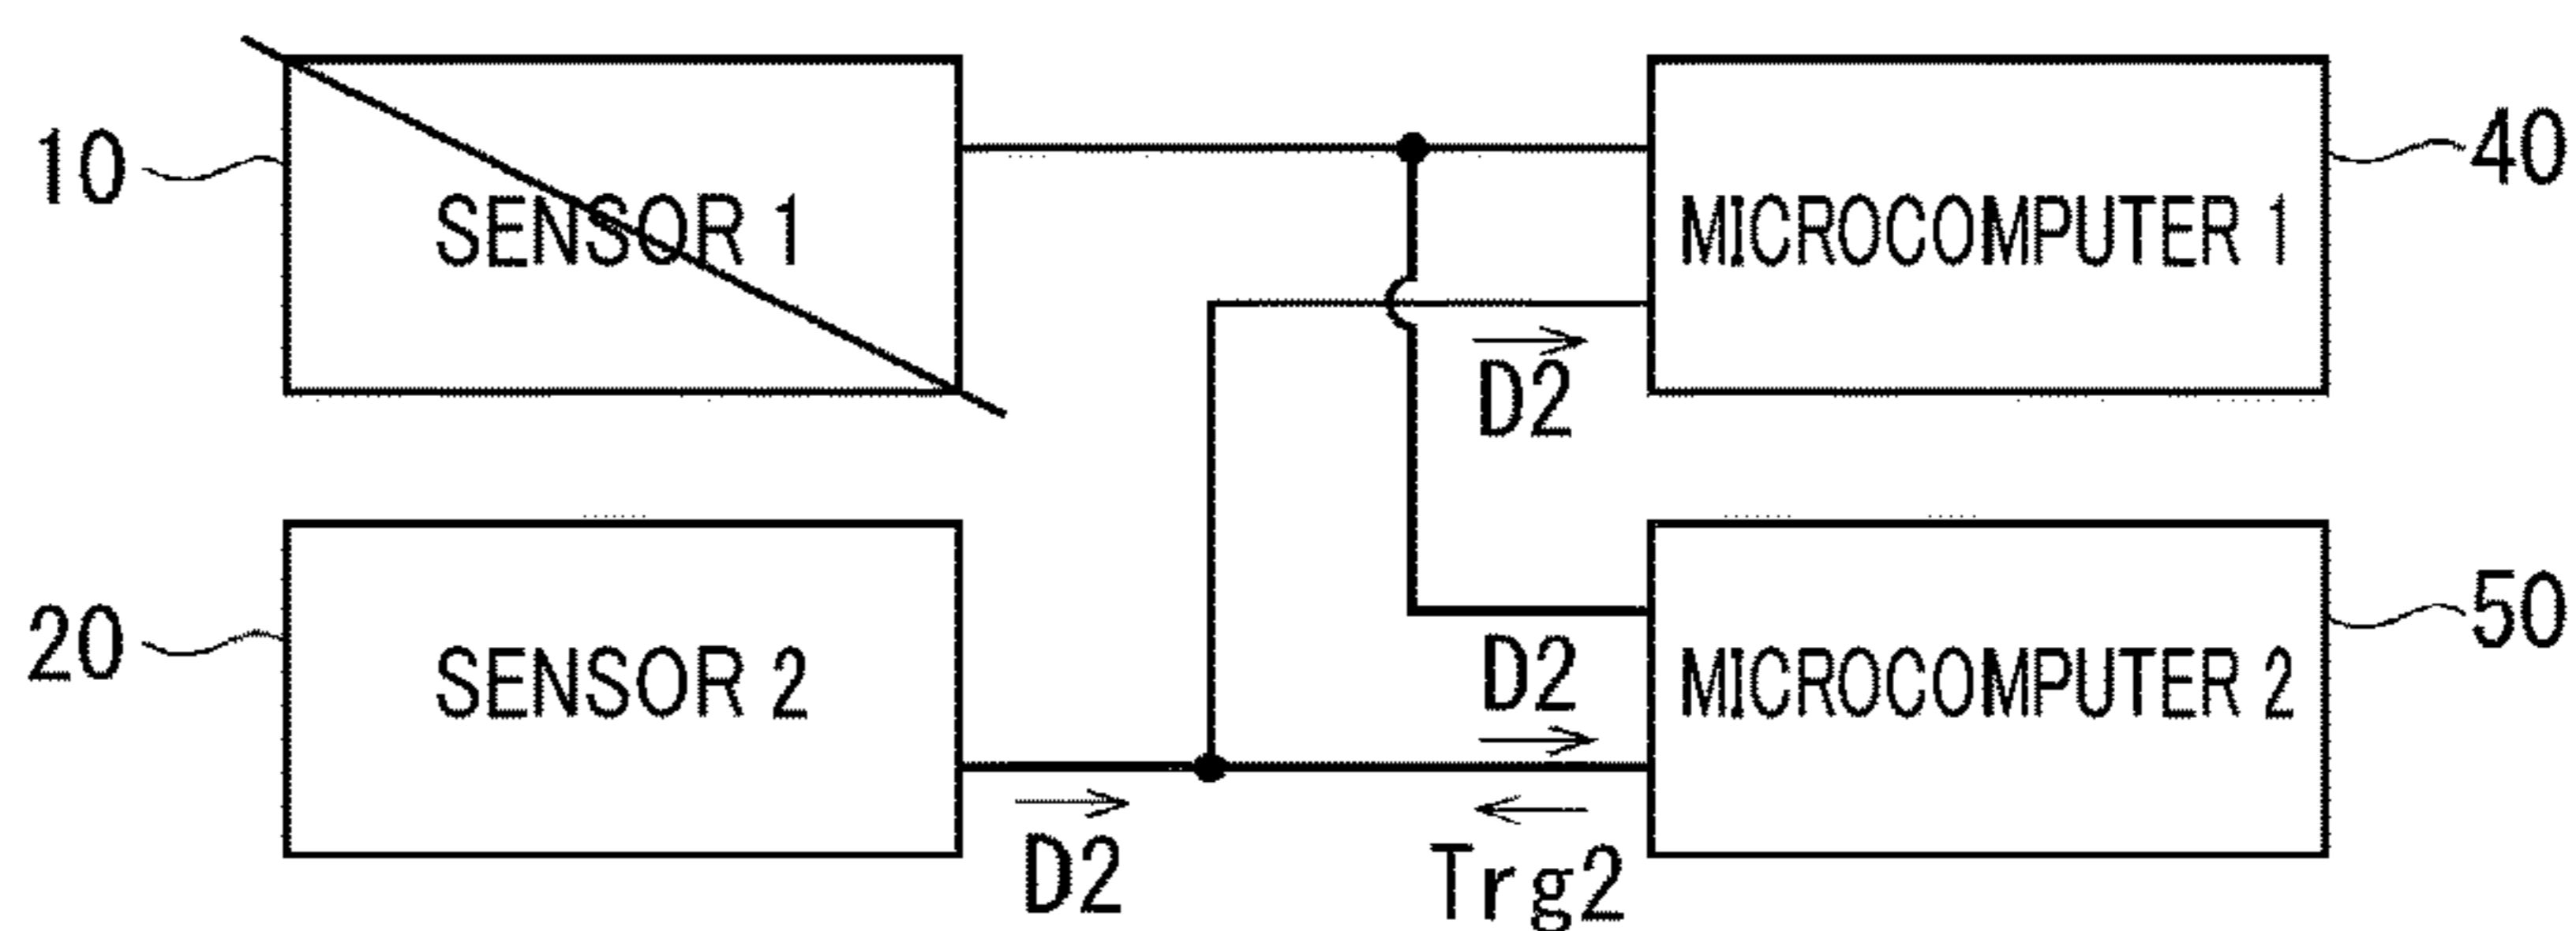 10
SENSOR 1
MICROCOMPUTER 1
40
D2
20
SENSOR 2
D2
MICROCOMPUTER 2
50
D2
Trg2